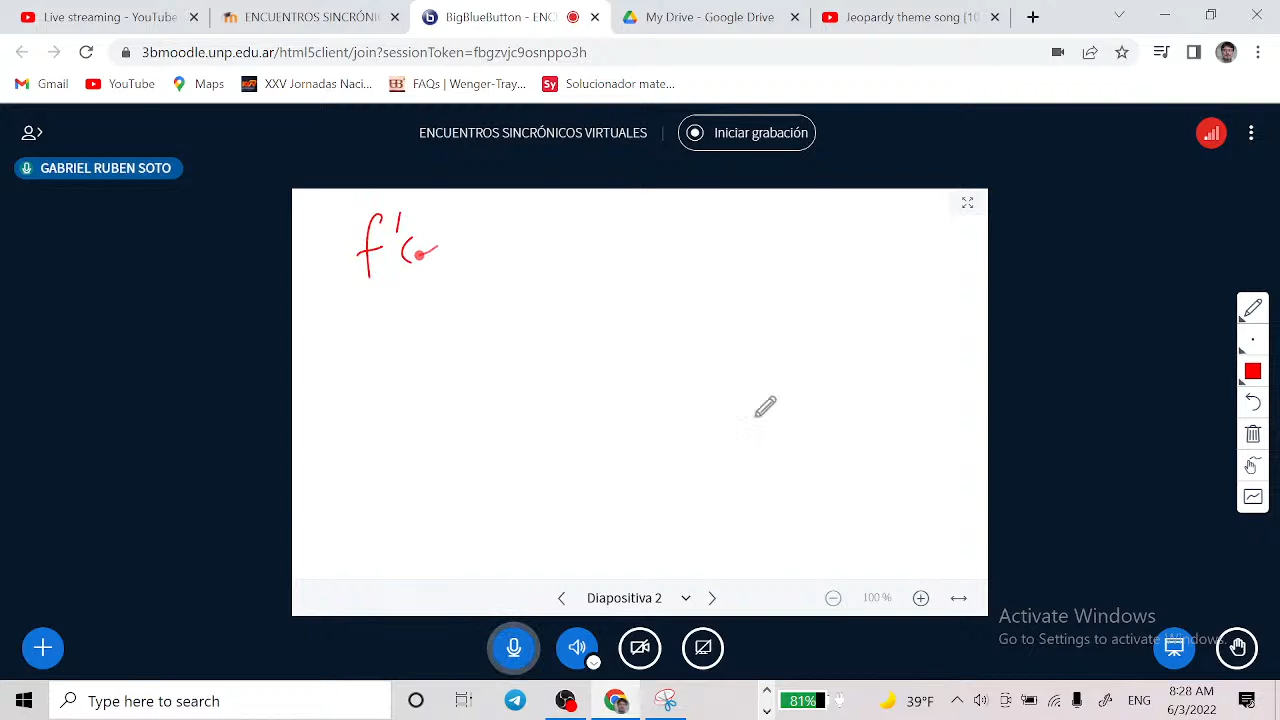 Live streaming - YouTube
ENCUENTROS SINCRÓNIC
BigBlueButton - ENC
My Drive - Google Drive
Jeopardy theme song [10
3bmoodle.unp.edu.ar/html5client/join?sessionToken=fhgzvjc9osnppo3h
Gmail
YouTube
Maps
XXV Jornadas Naci...
FAQs | Wenger-Tray...
Sy
Solucionador mate...
ENCUENTROS SINCRÓNICOS VIRTUALES
Iniciar grabación
GABRIEL RUBEN SOTO
f'(
Diapositiva 2
100 %
Activate Windows
Go to Settings to activate Windows.
Type here to search
81%
39°F
ENG
8:28 AM
6/3/2022